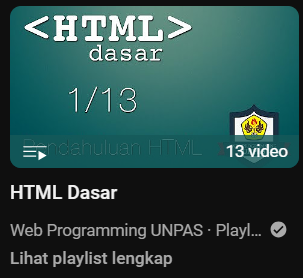 <HTML>
dasar
1/13
Pendahuluan HTML
13 video
HTML Dasar
Web Programming UNPAS · Playl...
Lihat playlist lengkap